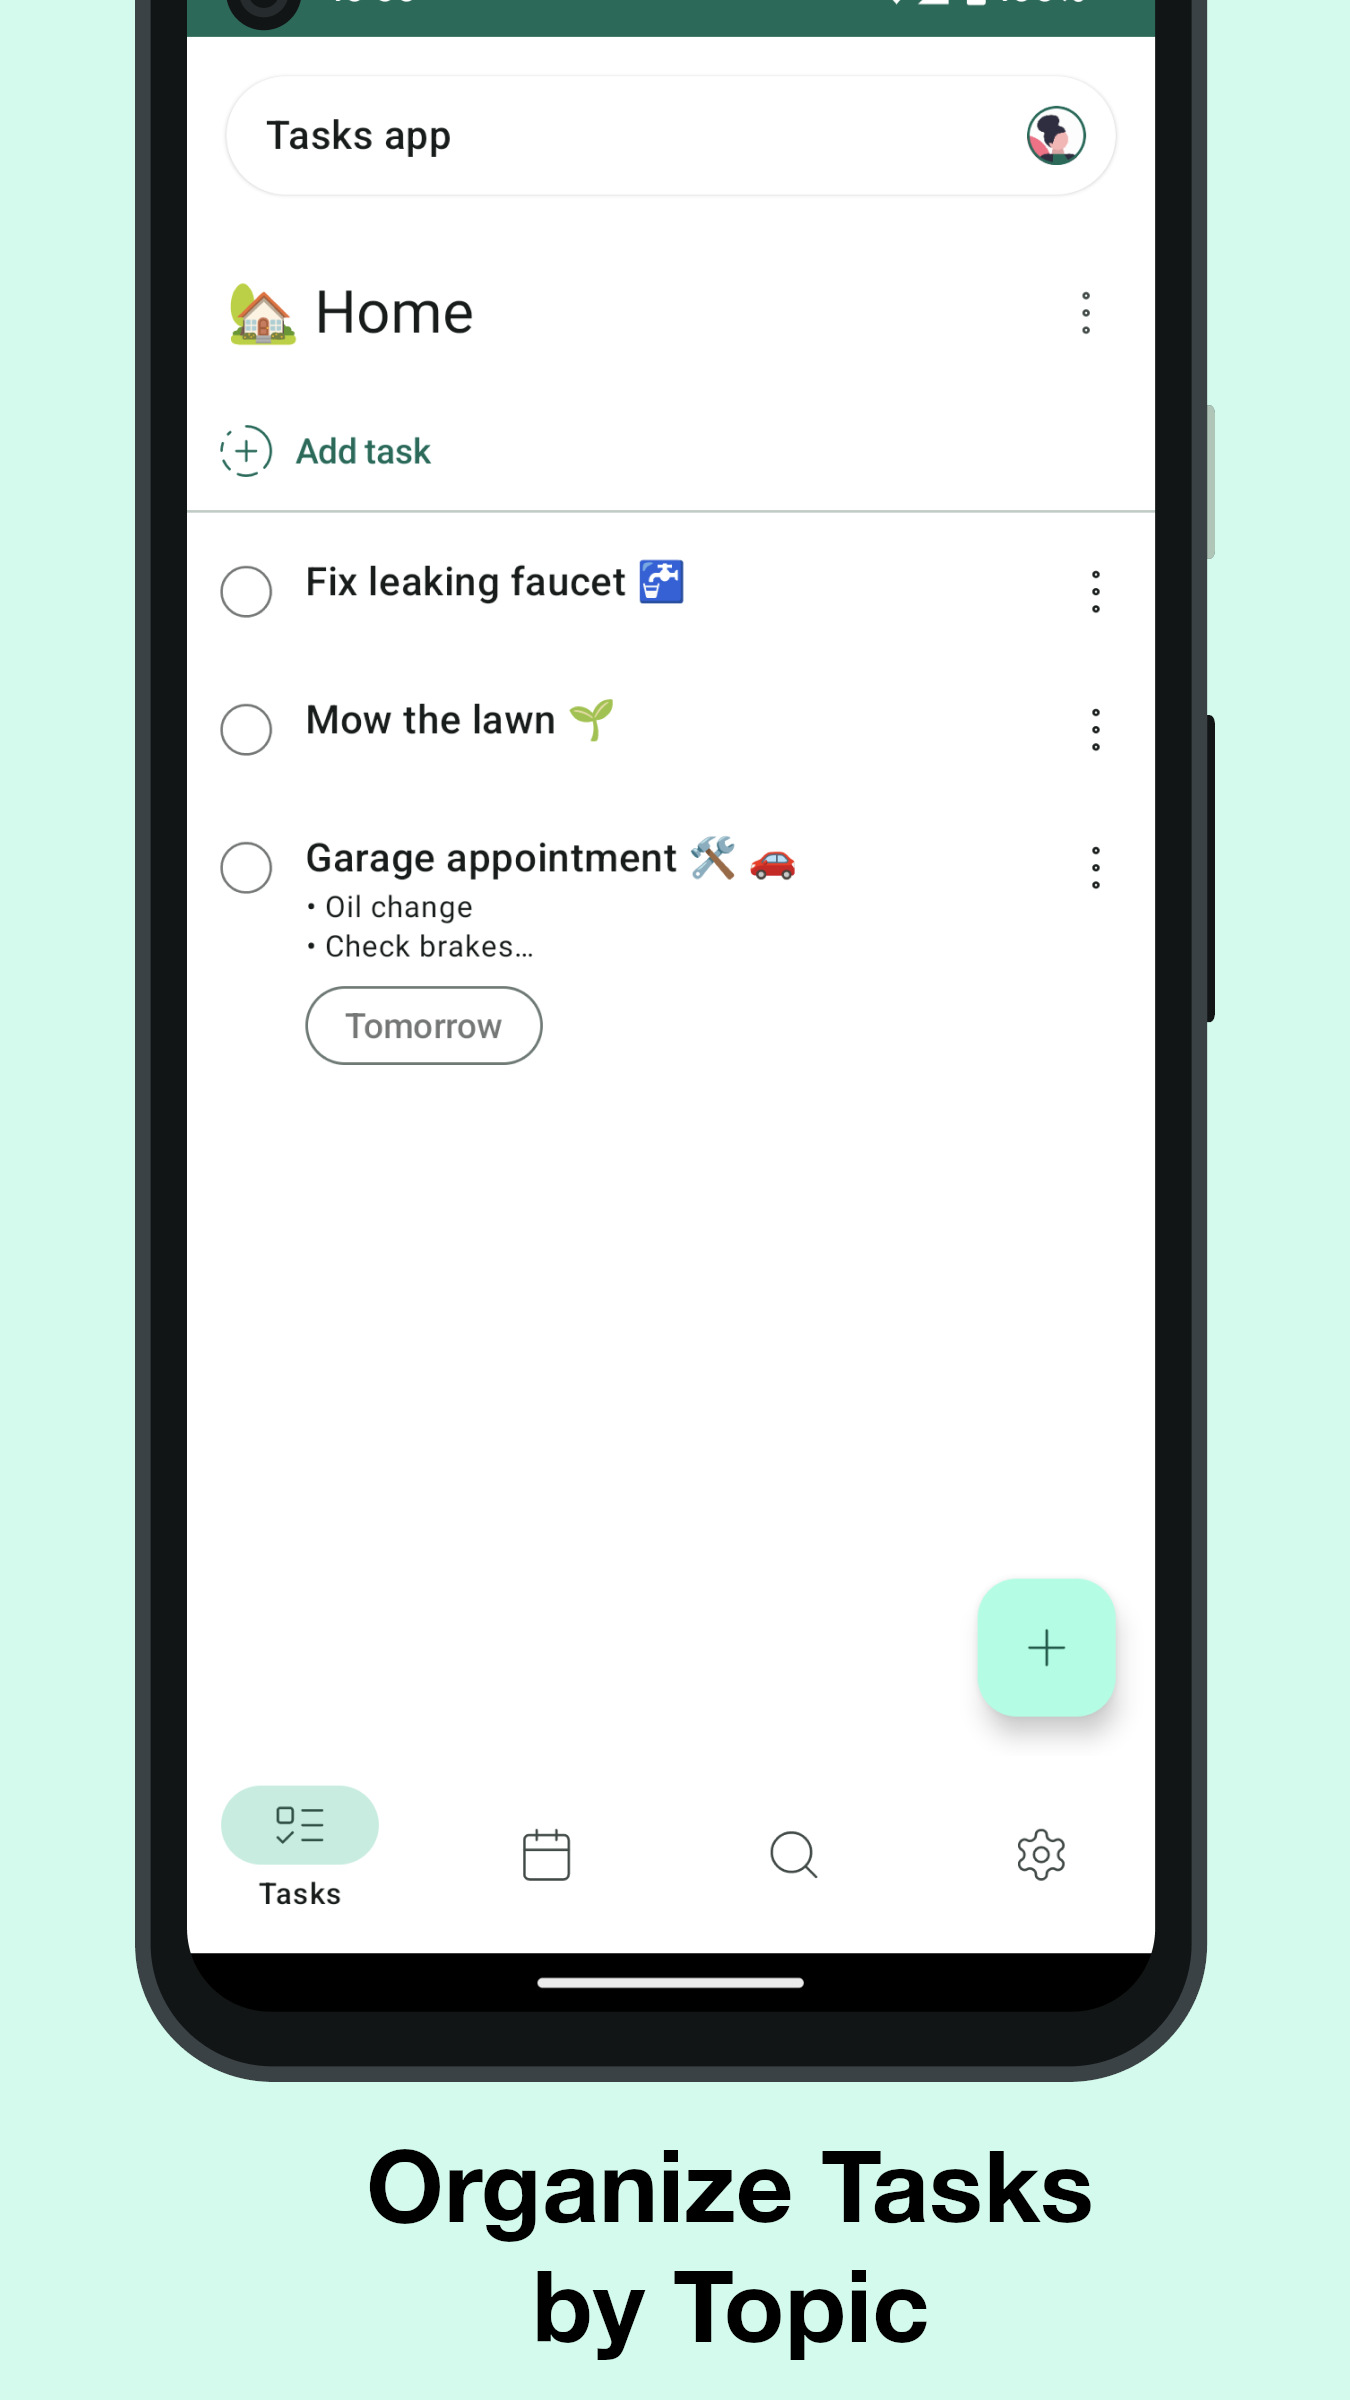 Tasks app
🏡 Home
Add task
Fix leaking faucet 🚰
Mow the lawn 🌱
Garage appointment 🛠️ 🚗
• Oil change
• Check brakes…
Tomorrow
Tasks
Organize Tasks
by Topic